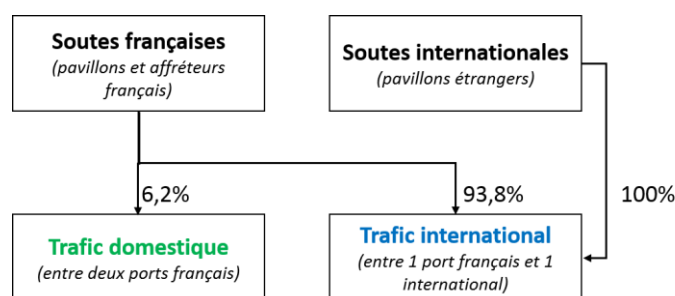 Soutes françaises
(pavillons et affréteurs
français)
Soutes internationales
(pavillons étrangers)
6,2%
93,8%
100%
Trafic domestique
(entre deux ports français)
Trafic international
(entre 1 port français et 1
international)